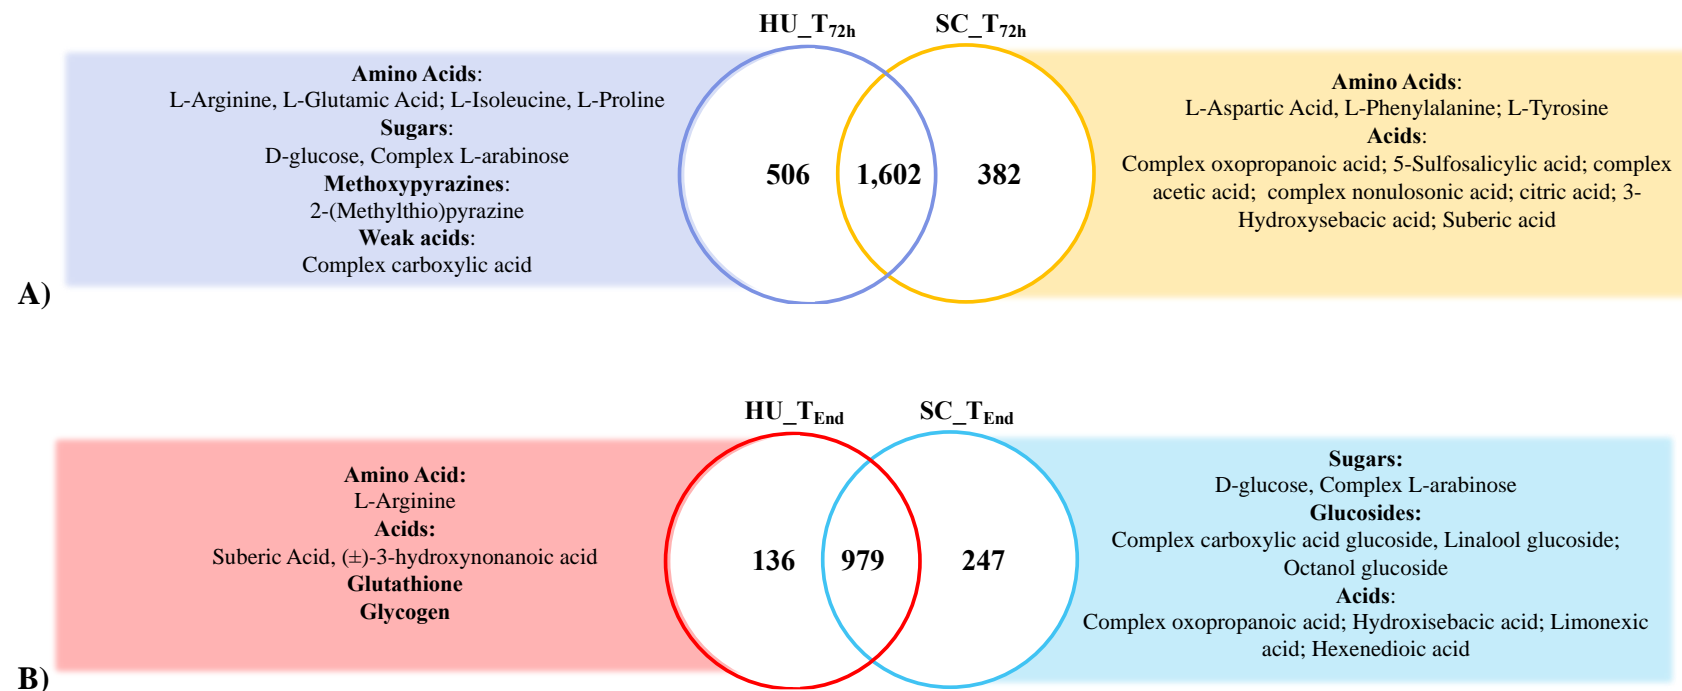 HU_T72h
SC_T72h
Amino Acids:
L-Arginine, L-Glutamic Acid; L-Isoleucine, L-Proline
Sugars:
D-glucose, Complex L-arabinose
Methoxypyrazines:
2-(Methylthio)pyrazine
Weak acids:
Complex carboxylic acid
506
1,602
382
Amino Acids:
L-Aspartic Acid, L-Phenylalanine; L-Tyrosine
Acids:
Complex oxopropanoic acid; 5-Sulfosalicylic acid; complex
acetic acid;  complex nonulosonic acid; citric acid; 3-
Hydroxysebacic acid; Suberic acid
A)
HU_TEnd
SC_TEnd
Amino Acid:
L-Arginine
Acids:
Suberic Acid, (±)-3-hydroxynonanoic acid
Glutathione
Glycogen
136
979
247
Sugars:
D-glucose, Complex L-arabinose
Glucosides:
Complex carboxylic acid glucoside, Linalool glucoside;
Octanol glucoside
Acids:
Complex oxopropanoic acid; Hydroxisebacic acid; Limonexic
acid; Hexenedioic acid
B)